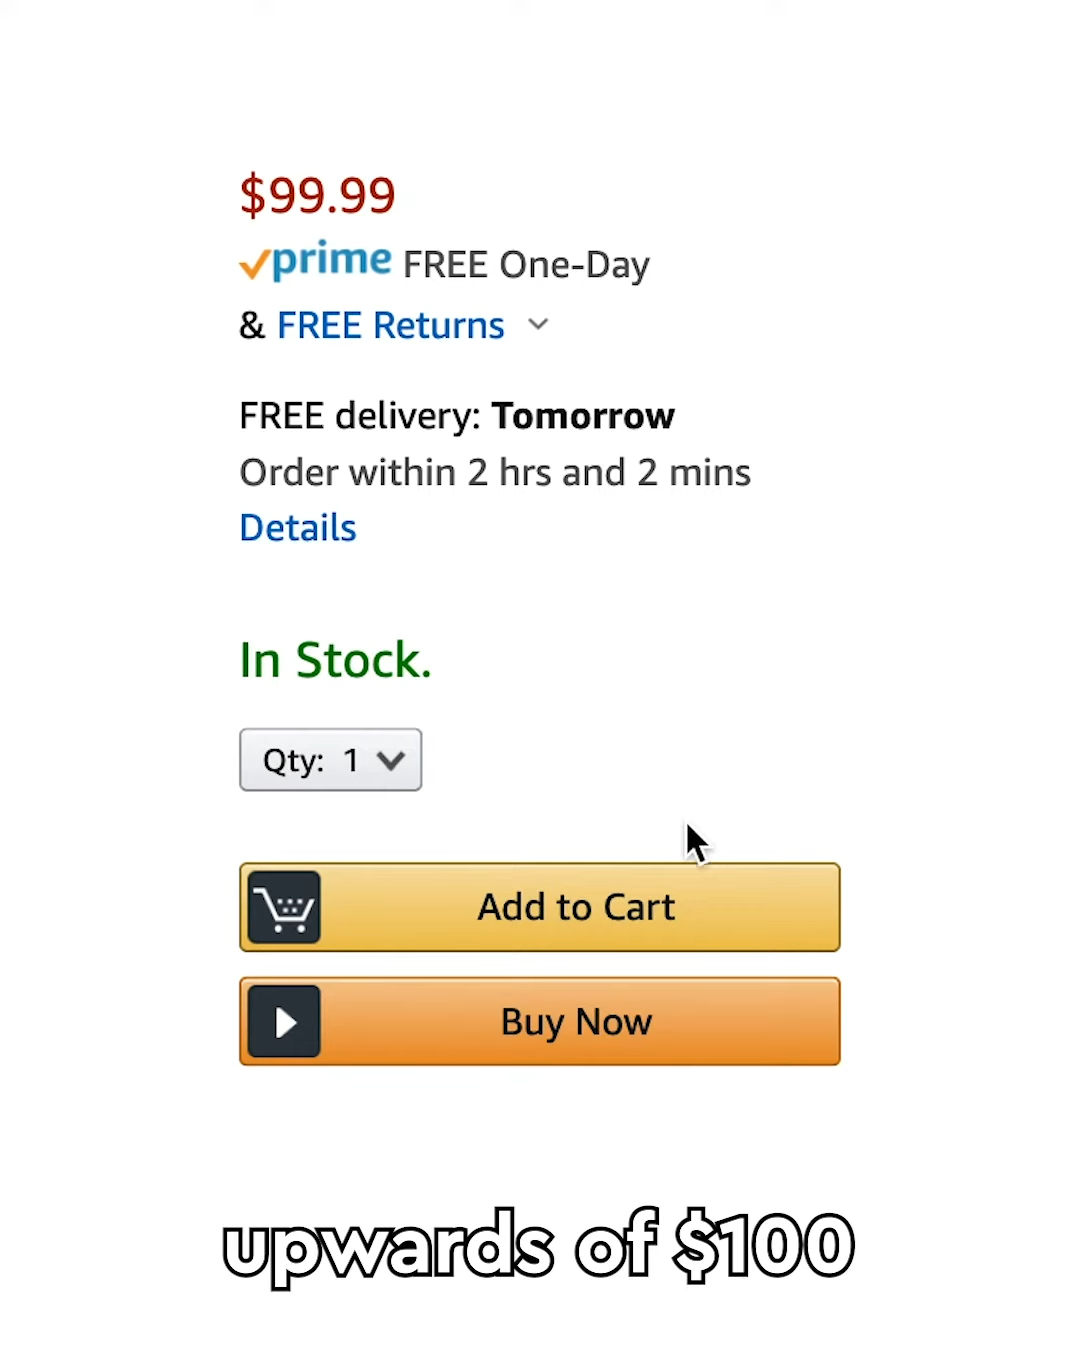 $99.99
prime FREE One-Day
& FREE Returns
FREE delivery: Tomorrow
Order within 2 hrs and 2 mins
Details
In Stock.
Qty: 1
Add to Cart
Buy Now
upwards of $100